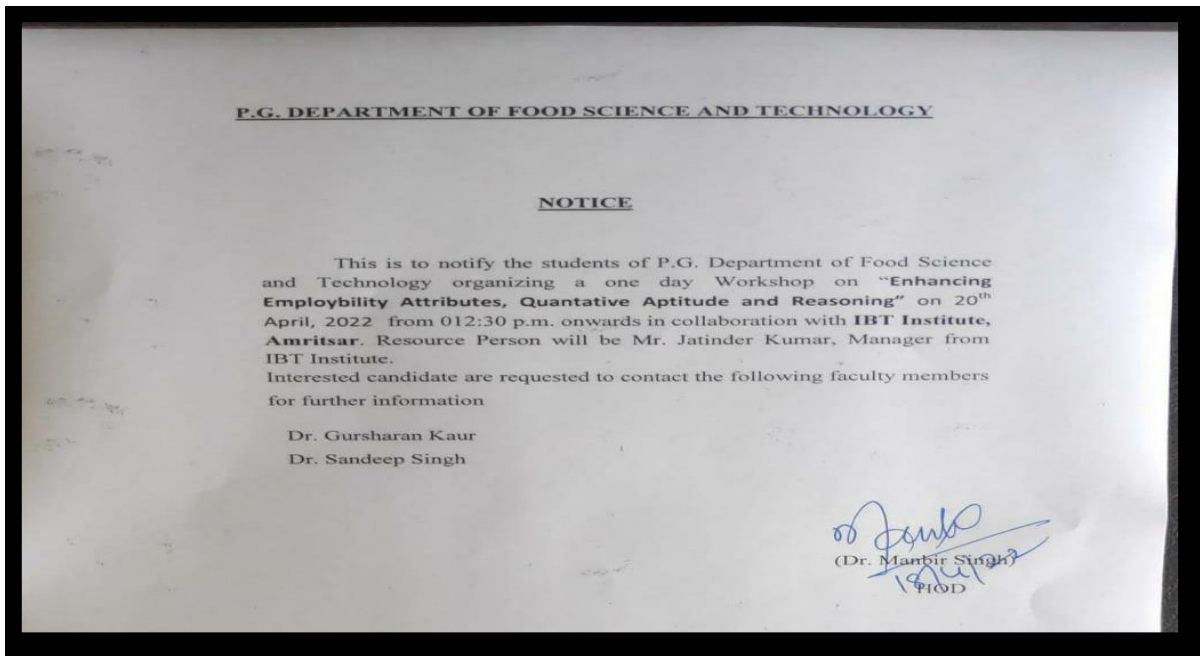 P.G. DEPARTMENT OF FOOD SCIENCE AND TECHNOLOGY
NOTICE
This is to notify the students of P.G. Department of Food Science
and Technology organizing a one day Workshop on "Enhancing
Employbility Attributes, Quantative Aptitude and Reasoning" on 20th
April, 2022 from 012:30 p.m. onwards in collaboration with IBT Institute,
Amritsar. Resource Person will be Mr. Jatinder Kumar, Manager from
IBT Institute.
Interested candidate are requested to contact the following faculty members
for further information
Dr. Gursharan Kaur
Dr. Sandeep Singh
(Dr. Manbir Singh)
18/4/22
HOD